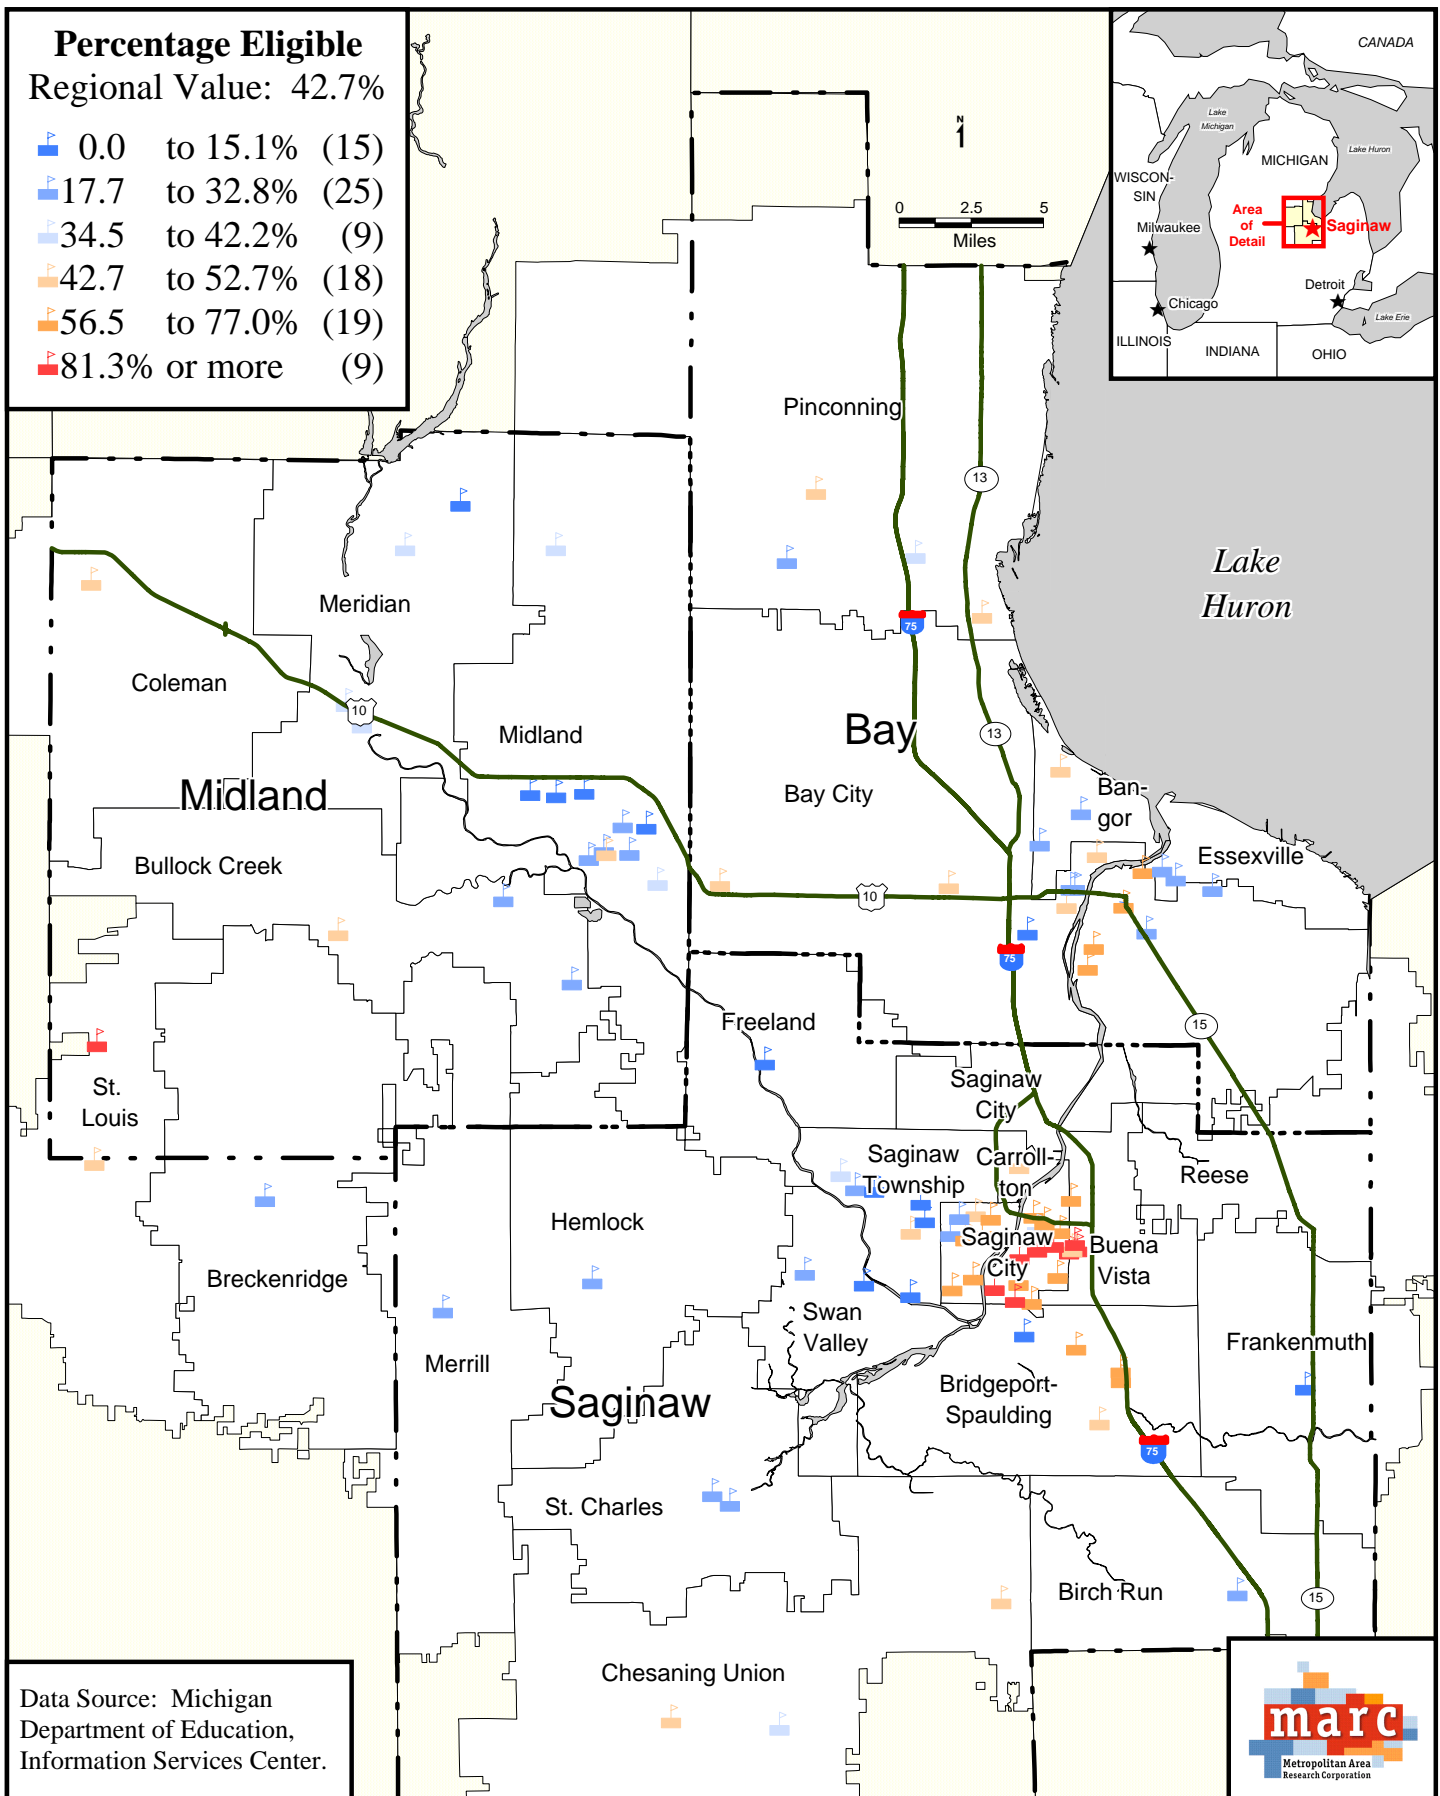 Percentage Eligible
Regional Value: 42.7%
0.0 to 15.1% (15)
17.7 to 32.8% (25)
34.5 to 42.2% (9)
42.7 to 52.7% (18)
56.5 to 77.0% (19)
81.3% or more (9)
N
0 2.5 5
Miles
CANADA
Lake
Michigan
Lake Huron
MICHIGAN
WISCON-
SIN
Area
of
Detail
Saginaw
Milwaukee
Detroit
Chicago
Lake Erie
ILLINOIS
INDIANA
OHIO
Pinconning
13
Lake
Huron
Meridian
75
Coleman
10
Midland
Bay
13
Midland
Bay City
Ban-
gor
Bullock Creek
Essexville
10
75
Freeland
15
St.
Louis
Saginaw
City
Saginaw
Township
Carroll-
ton
Reese
Hemlock
Saginaw
City
Buena
Vista
Breckenridge
Swan
Valley
Merrill
Frankenmuth
Saginaw
Bridgeport-
Spaulding
75
St. Charles
Birch Run
15
Chesaning Union
Data Source: Michigan
Department of Education,
Information Services Center.
marc
Metropolitan Area
Research Corporation